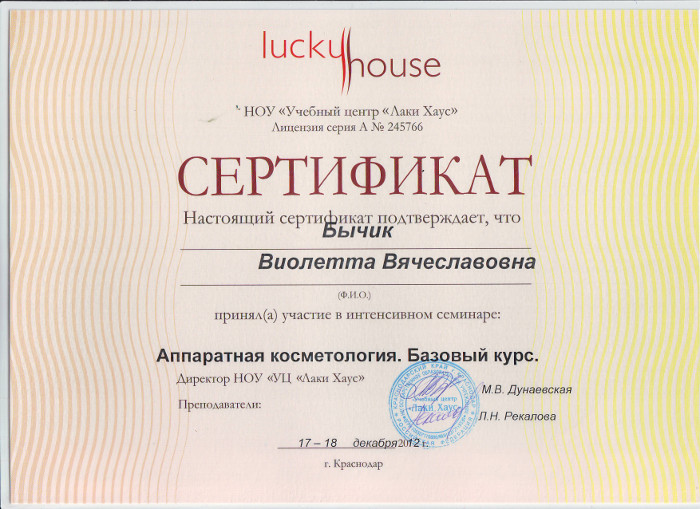 lucky house
НОУ «Учебный центр «Лаки Хаус»
Лицензия серия А № 245766
СЕРТИФИКАТ
Настоящий сертификат подтверждает, что
Бычик
Виолетта Вячеславовна
(Ф.И.О.)
принял(а) участие в интенсивном семинаре:
Аппаратная косметология. Базовый курс.
Директор НОУ «УЦ «Лаки Хаус»
М.В. Дунаевская
Учебный центр
«Лаки Хаус»
Преподаватели:
Л.Н. Рекалова
17 – 18 декабря 2012 г.
г. Краснодар